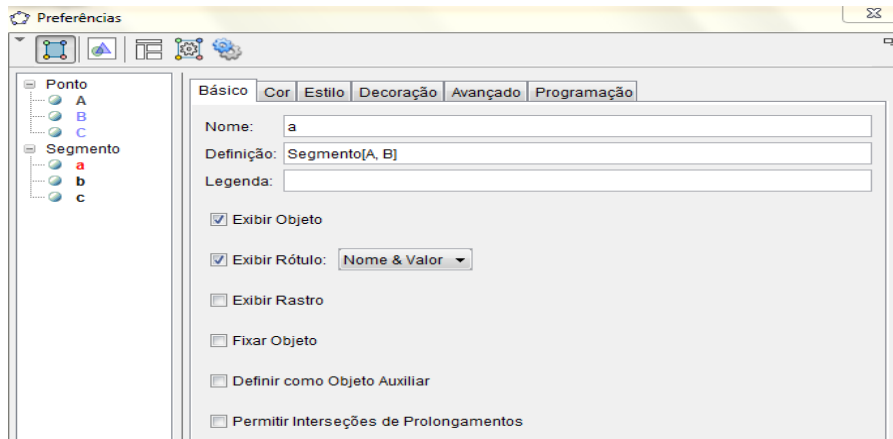 Preferências
Ponto
A
B
C
Segmento
a
b
c
Básico Cor Estilo Decoração Avançado Programação
Nome: a
Definição: Segmento[A, B]
Legenda:
Exibir Objeto
Exibir Rótulo: Nome & Valor
Exibir Rastro
Fixar Objeto
Definir como Objeto Auxiliar
Permitir Interseções de Prolongamentos